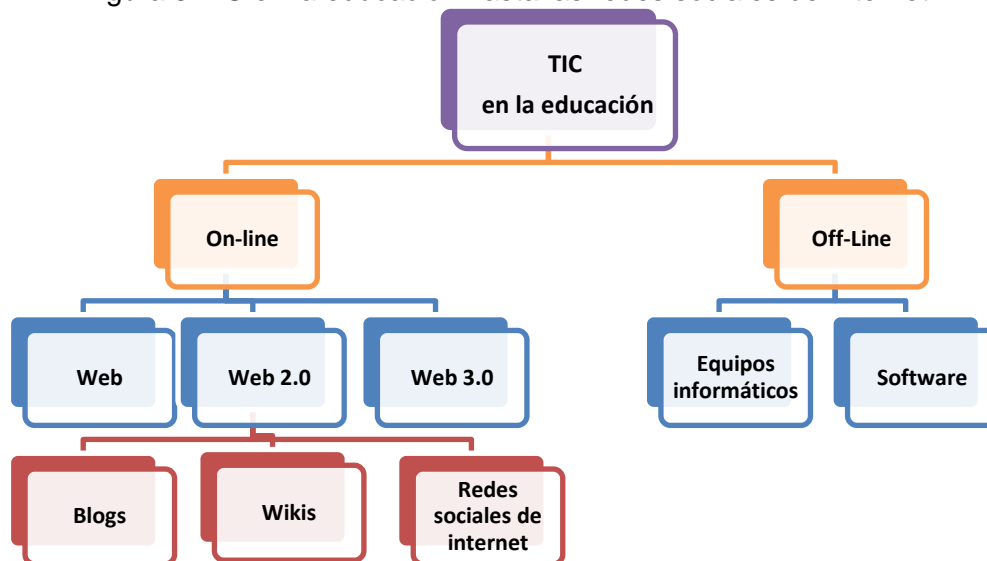 TIC
en la educación
On-line
Off-Line
Web
Web 2.0
Web 3.0
Equipos
informáticos
Software
Blogs
Wikis
Redes
sociales de
internet